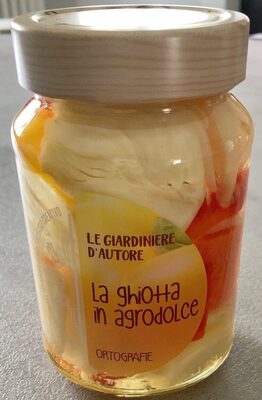 LE GIARDINIERE
D'AUTORE
La ghiotta
in agrodolce
ORTOGRAFIE